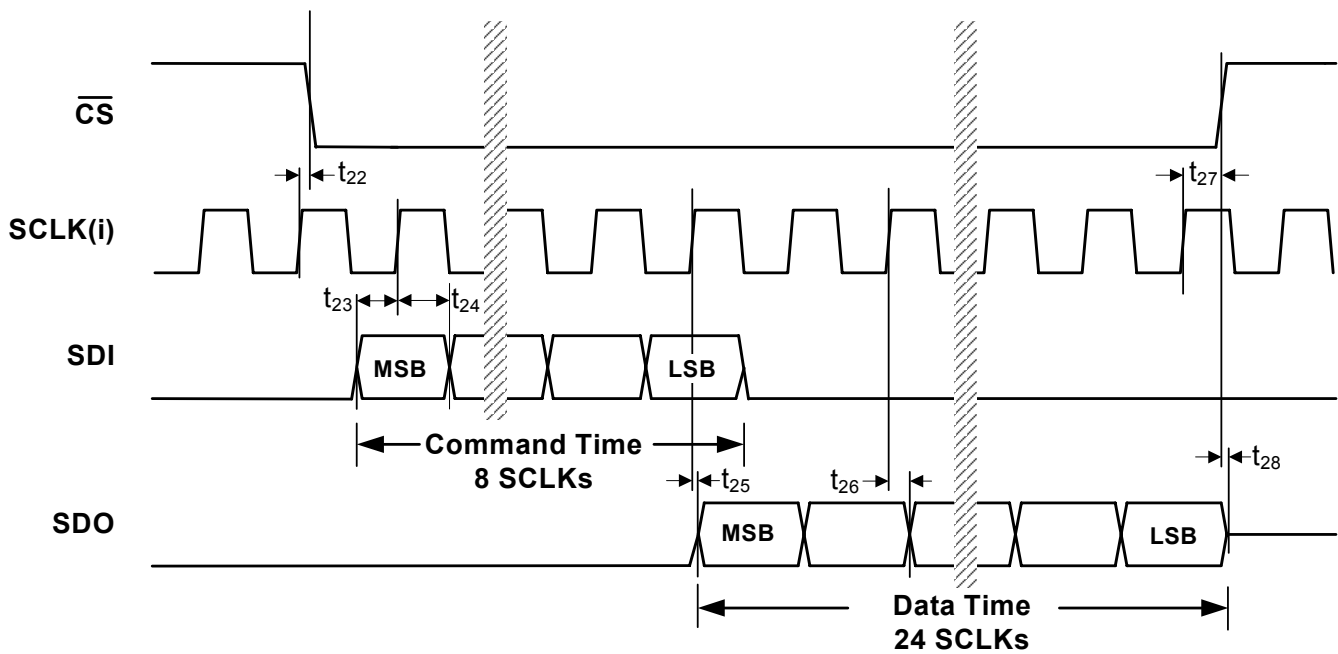 CS
t22
t27
SCLK(i)
t23
t24
SDI
MSB
LSB
Command Time
8 SCLKs
t25
t26
t28
SDO
MSB
LSB
Data Time
24 SCLKs